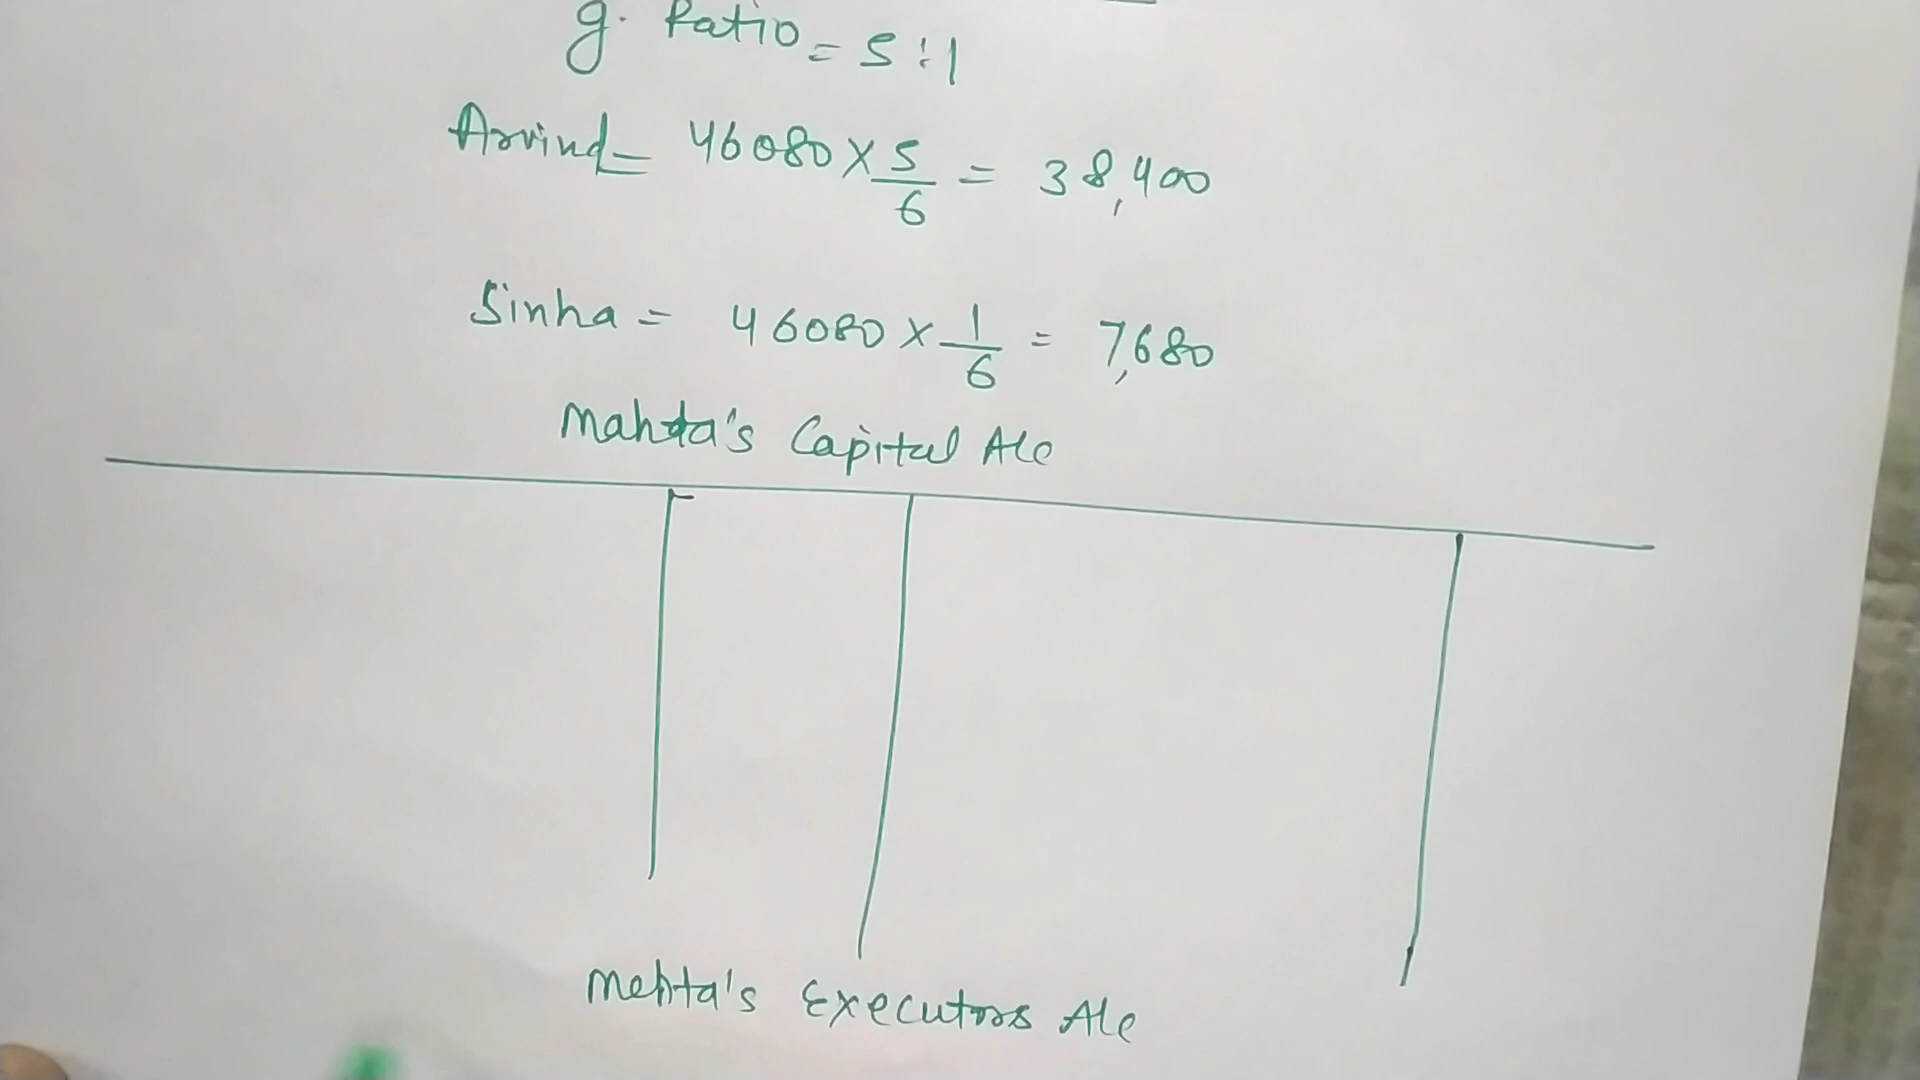 g. Ratio = 5:1
Arvind = 46080 × 5/6 = 38,400
Sinha = 46080 × 1/6 = 7,680
Mahta's Capital A/c
Mehta's Executors A/c